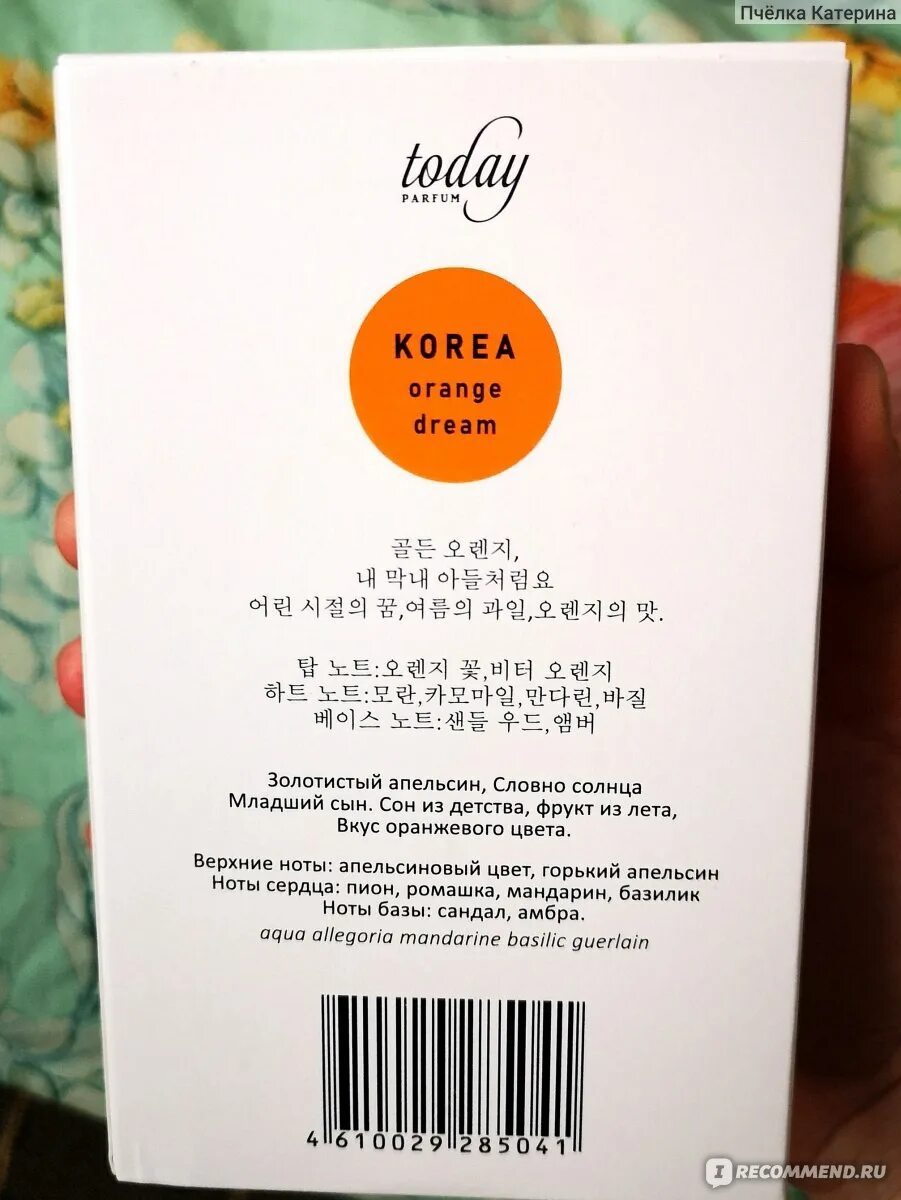 Пчёлка Катерина
today
PARFUM
KOREA
orange
dream
골든 오렌지,
내 막내 아들처럼요
어린 시절의 꿈,여름의 과일,오렌지의 맛.
탑 노트:오렌지 꽃,비터 오렌지
하트 노트:모란,카모마일,만다린,바질
베이스 노트:샌들 우드,앰버
Золотистый апельсин, Словно солнца
Младший сын. Сон из детства, фрукт из лета,
Вкус оранжевого цвета.
Верхние ноты: апельсиновый цвет, горький апельсин
Ноты сердца: пион, ромашка, мандарин, базилик
Ноты базы: сандал, амбра.
aqua allegoria mandarine basilic guerlain
4 610029 285041
I RECOMMEND.RU